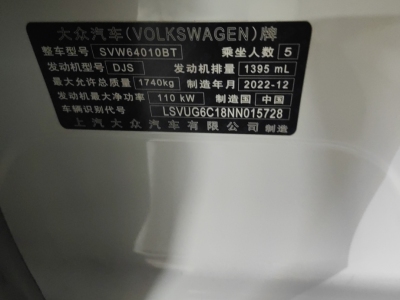 大众汽车(VOLKSWAGEN)牌
整车型号 SVW64010BT 乘坐人数 5
发动机型号 DJS 发动机排量 1395 mL
最大允许总质量 1740kg 制造年月 2022-12
发动机最大净功率 110 kW 制造国 中国
车辆识别代号 LSVUG6C18NN015728
上汽大众汽车有限公司 制造